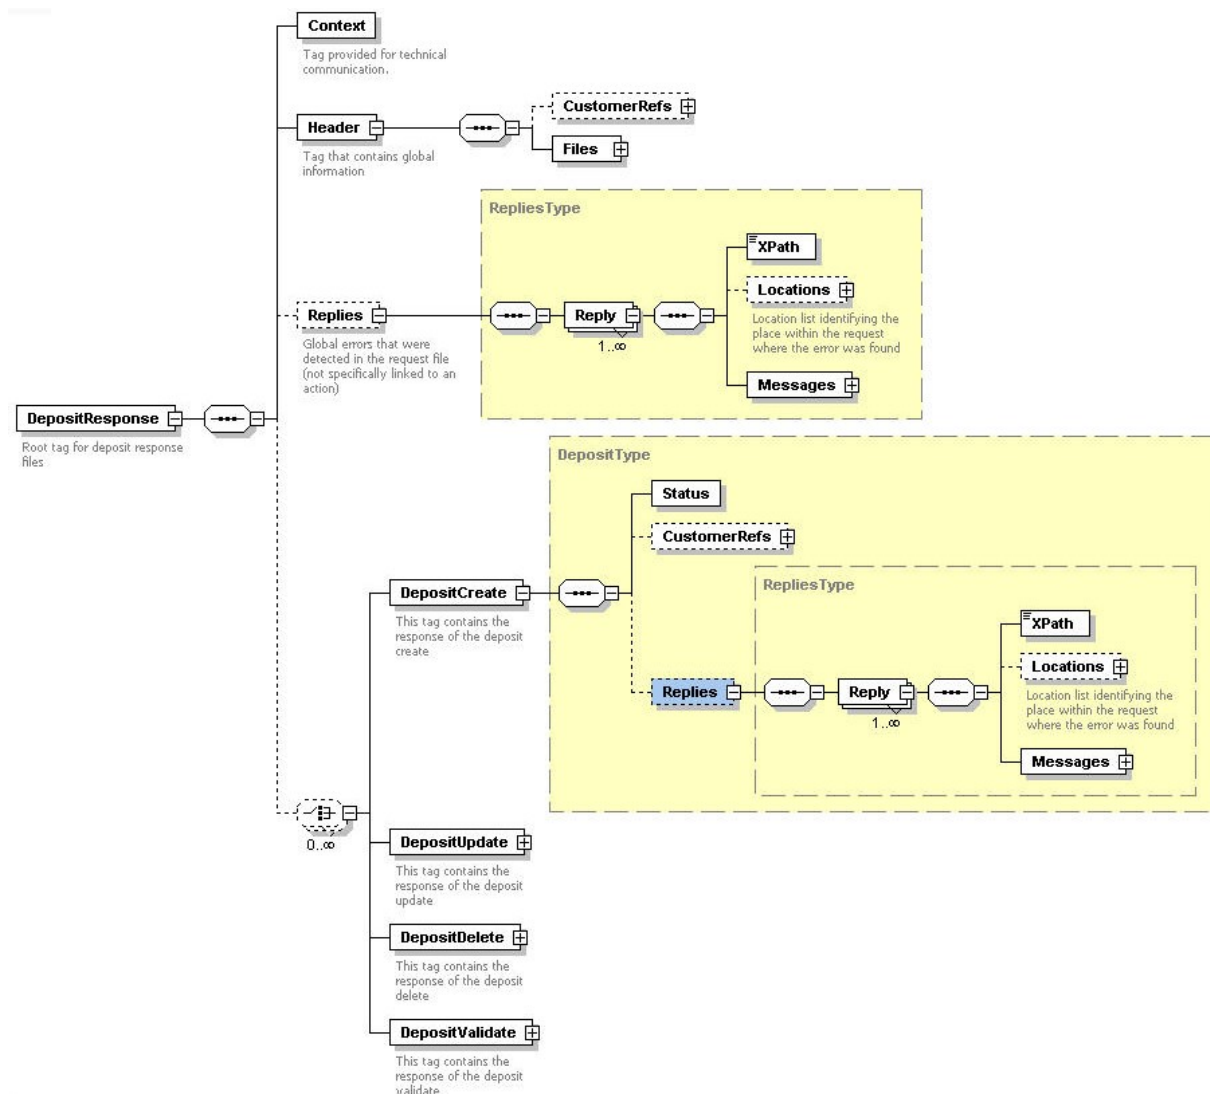 Context
Tag provided for technical
communication.
CustomerRefs
Header
Files
Tag that contains global
information
RepliesType
XPath
Locations
Location list identifying the
place within the request
where the error was found
Replies
Reply
1..∞
Global errors that were
detected in the request file
(not specifically linked to an
action)
Messages
DepositResponse
Root tag for deposit response
files
DepositType
Status
CustomerRefs
DepositCreate
This tag contains the
response of the deposit
create
RepliesType
XPath
Locations
Location list identifying the
place within the request
where the error was found
Replies
Reply
1..∞
Messages
0..∞
DepositUpdate
This tag contains the
response of the deposit
update
DepositDelete
This tag contains the
response of the deposit
delete
DepositValidate
This tag contains the
response of the deposit
validate